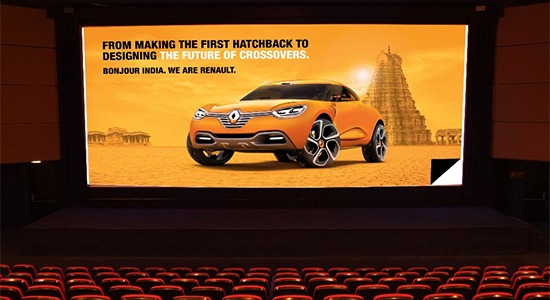 FROM MAKING THE FIRST HATCHBACK TO
DESIGNING THE FUTURE OF CROSSOVERS.
BONJOUR INDIA. WE ARE RENAULT.